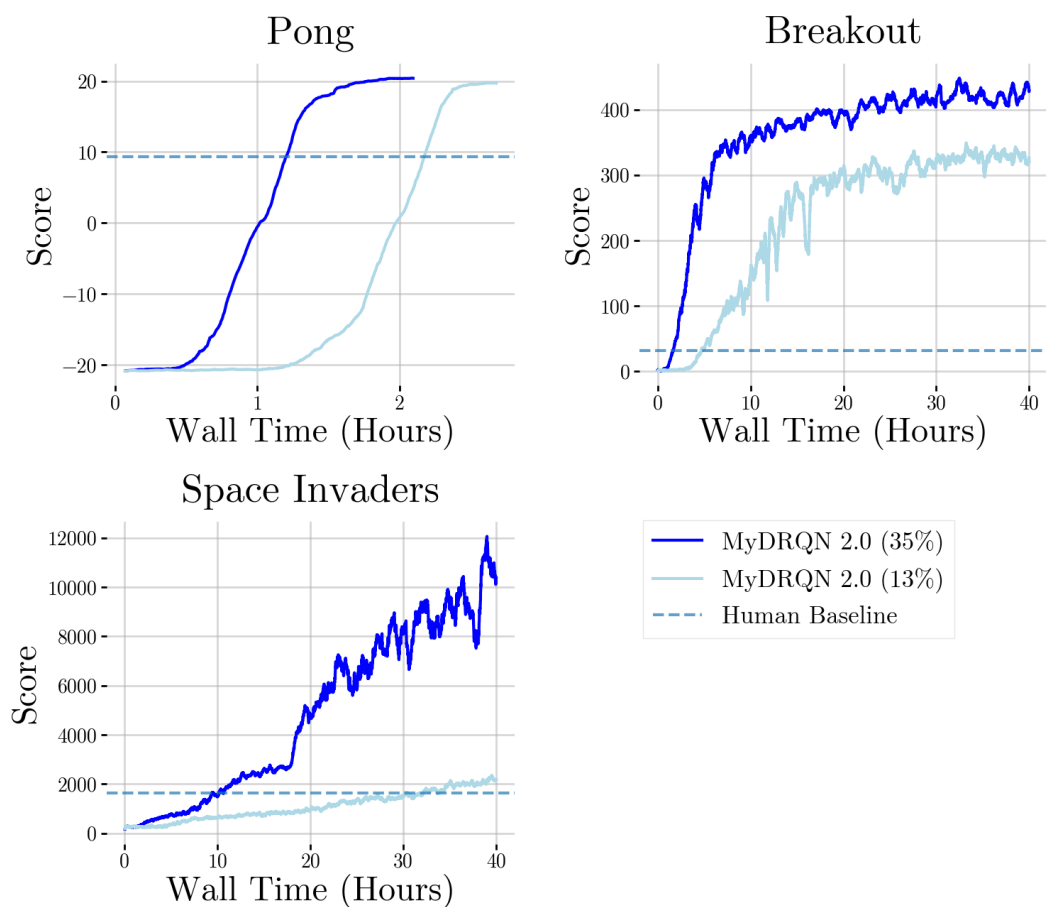 Pong
20
10
0
−10
−20
Score
0
1
2
Wall Time (Hours)
Breakout
400
300
200
100
0
Score
0
10
20
30
40
Wall Time (Hours)
Space Invaders
12000
10000
8000
6000
4000
2000
0
Score
0
10
20
30
40
Wall Time (Hours)
MyDRQN 2.0 (35%)
MyDRQN 2.0 (13%)
Human Baseline